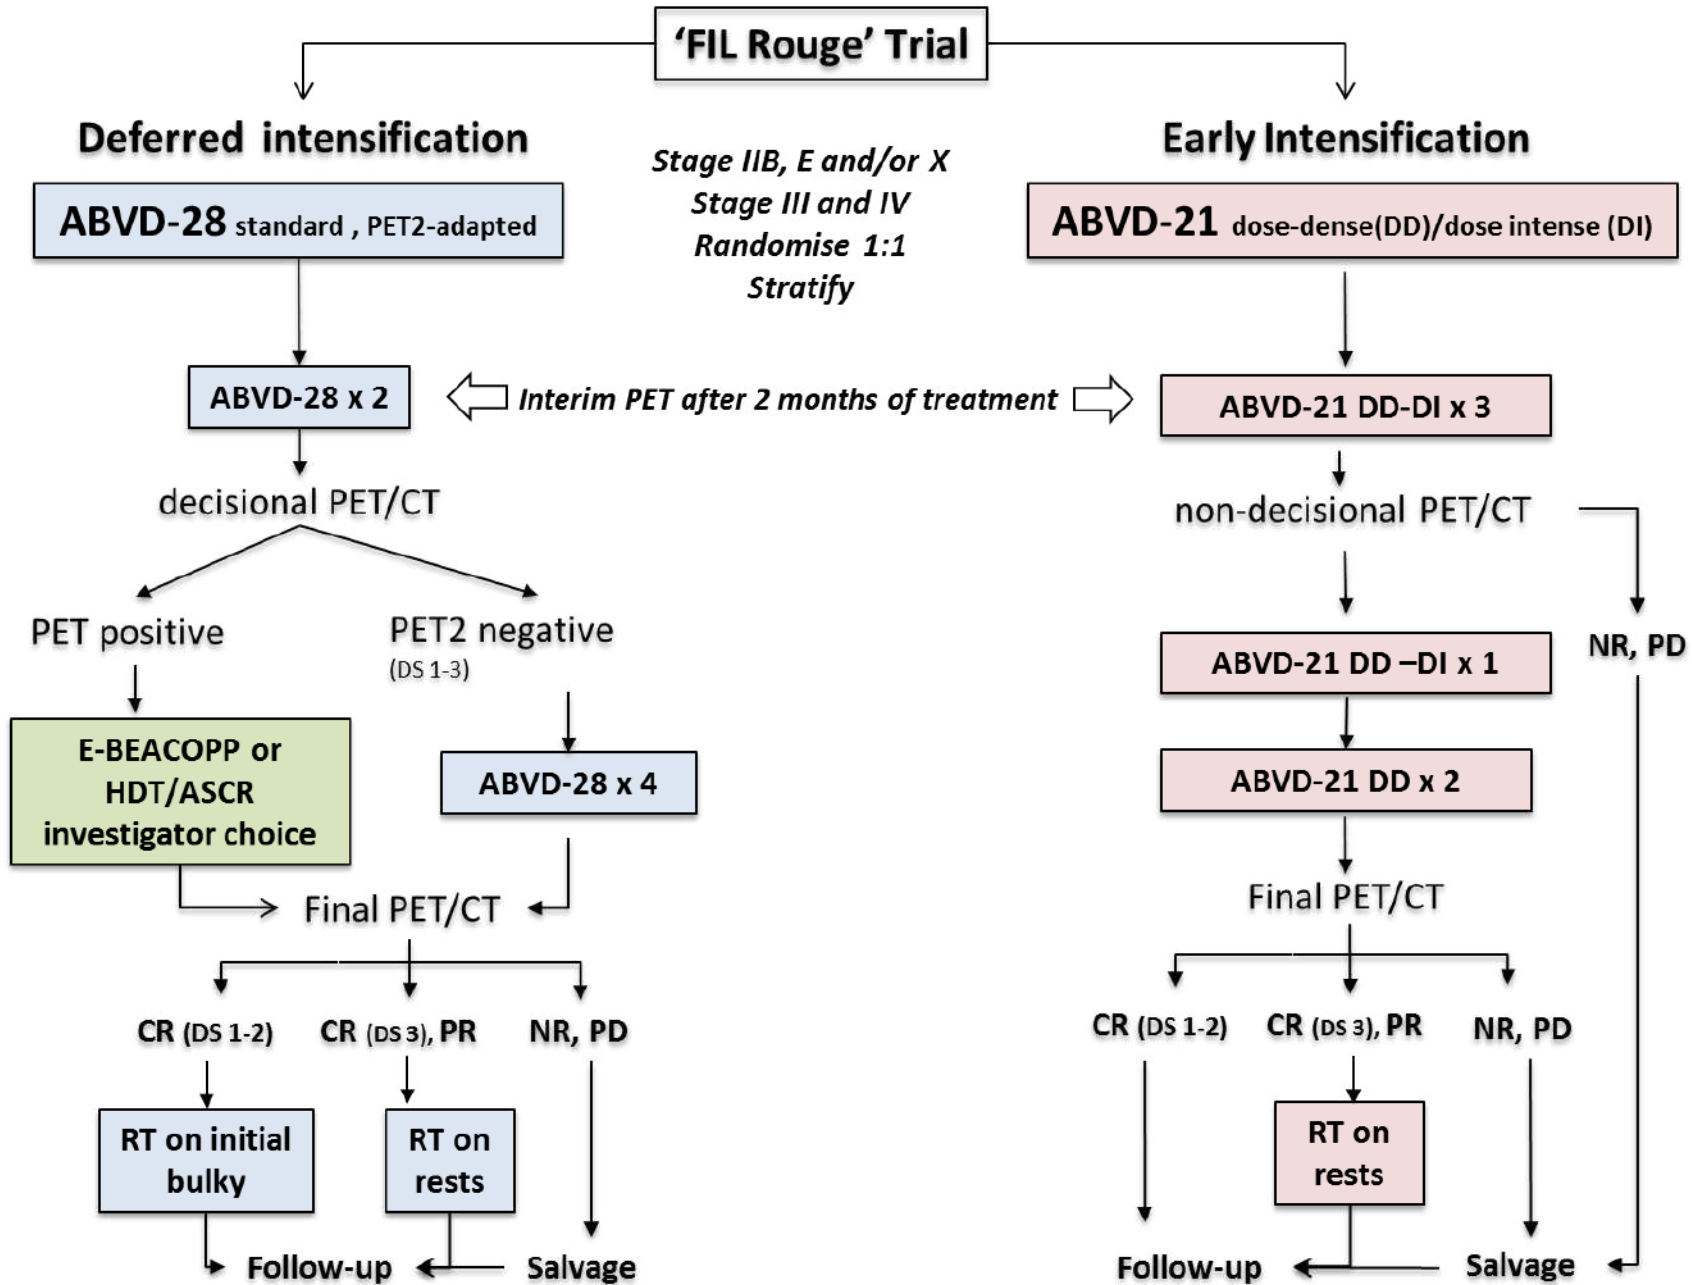 ‘FIL Rouge’ Trial
Deferred intensification
ABVD-28 standard , PET2-adapted
Stage IIB, E and/or X
Stage III and IV
Randomise 1:1
Stratify
Early Intensification
ABVD-21 dose-dense(DD)/dose intense (DI)
ABVD-28 x 2
Interim PET after 2 months of treatment
ABVD-21 DD-DI x 3
decisional PET/CT
non-decisional PET/CT
PET positive
PET2 negative
(DS 1-3)
E-BEACOPP or
HDT/ASCR
investigator choice
ABVD-28 x 4
Final PET/CT
CR (DS 1-2)
CR (DS 3), PR
NR, PD
RT on initial
bulky
RT on
rests
Follow-up
Salvage
ABVD-21 DD –DI x 1
NR, PD
ABVD-21 DD x 2
Final PET/CT
CR (DS 1-2)
CR (DS 3), PR
NR, PD
RT on
rests
Follow-up
Salvage